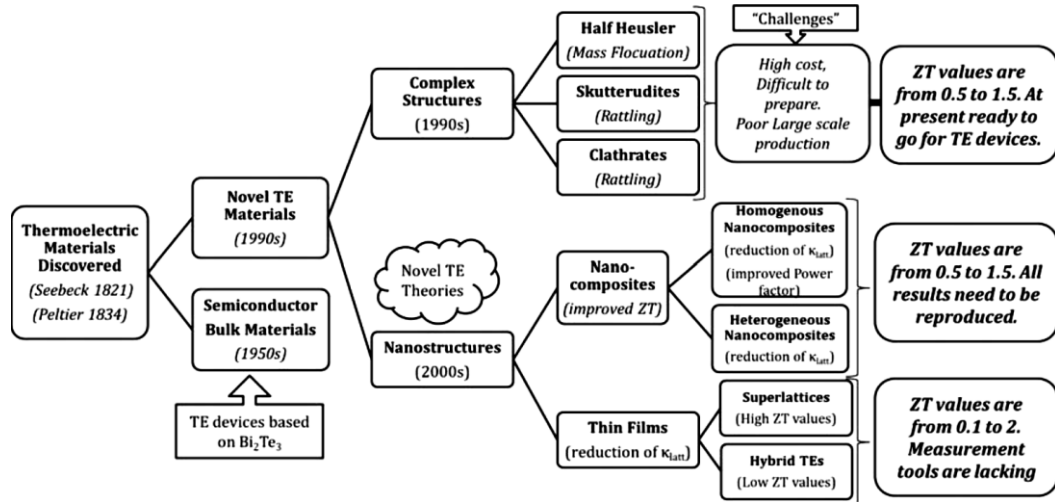 Thermoelectric
Materials
Discovered
(Seebeck 1821)
(Peltier 1834)
Novel TE
Materials
(1990s)
Semiconductor
Bulk Materials
(1950s)
TE devices based
on Bi₂Te₃
Complex
Structures
(1990s)
Novel TE
Theories
Nanostructures
(2000s)
Half Heusler
(Mass Flocuation)
Skutterudites
(Rattling)
Clathrates
(Rattling)
"Challenges"
High cost,
Difficult to
prepare.
Poor Large scale
production
ZT values are
from 0.5 to 1.5. At
present ready to
go for TE devices.
Nano-
composites
(improved ZT)
Homogenous
Nanocomposites
(reduction of κlatt)
(improved Power
factor)
Heterogeneous
Nanocomposites
(reduction of κlatt)
ZT values are
from 0.5 to 1.5. All
results need to be
reproduced.
Thin Films
(reduction of κlatt)
Superlattices
(High ZT values)
Hybrid TEs
(Low ZT values)
ZT values are
from 0.1 to 2.
Measurement
tools are lacking